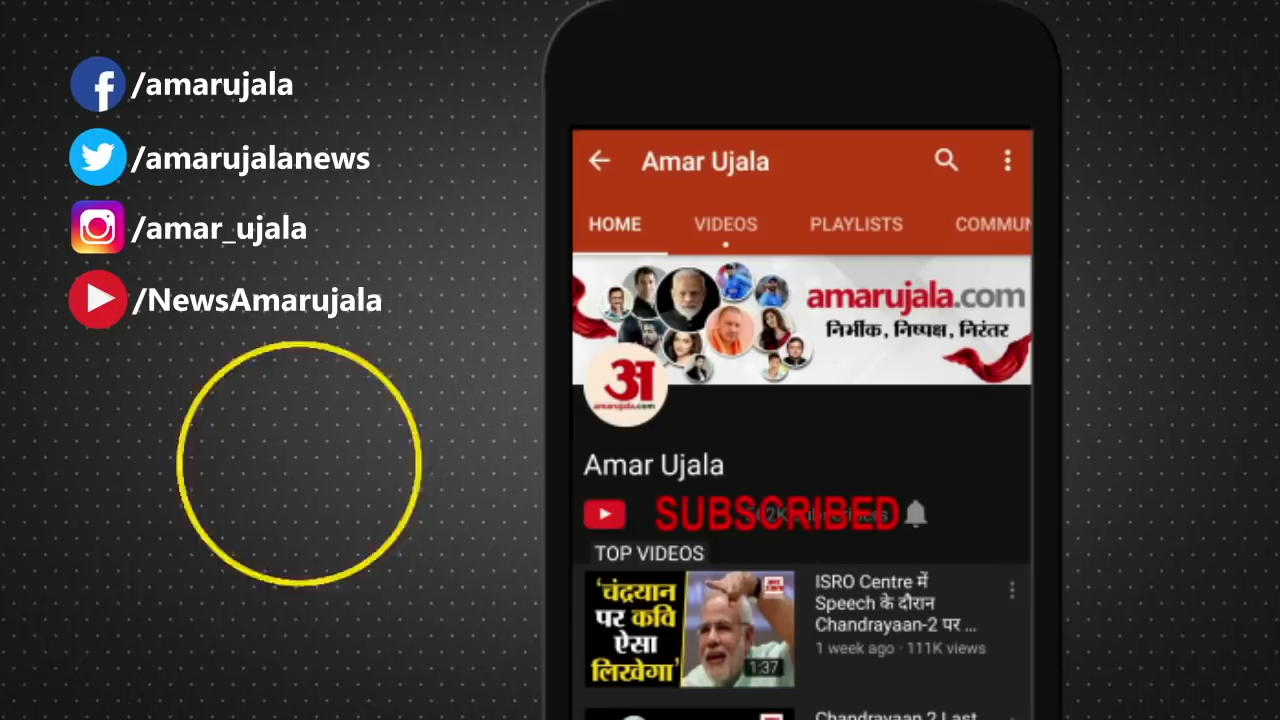 /amarujala
/amarujalanews
/amar_ujala
/NewsAmarujala
Amar Ujala
HOME VIDEOS PLAYLISTS COMMUN
amarujala.com
निर्भीक, निष्पक्ष, निरंतर
अ
amarujala.com
Amar Ujala
SUBSCRIBED
TOP VIDEOS
'चंद्रयान
पर कवि
ऐसा
लिखेगा'
1:37
ISRO Centre में
Speech के दौरान
Chandrayaan-2 पर ...
1 week ago · 111K views
Chandrayaan 2 Last